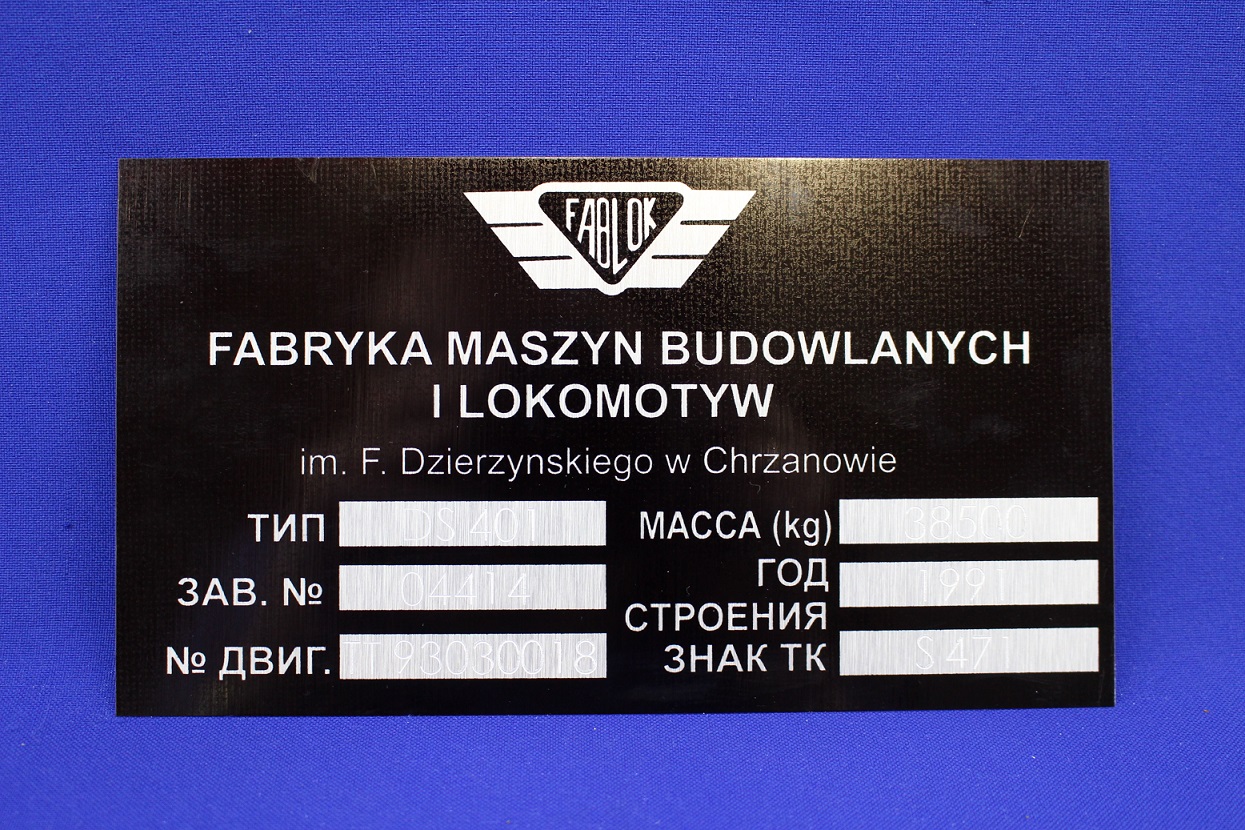 FABLOK
FABRYKA MASZYN BUDOWLANYCH
I LOKOMOTYW
im. F. Dzierzynskiego w Chrzanowie
ТИП DS 401
ЗАВ. № 04414
№ ДВИГ. TT 93030018
МАССА (kg) 38500
ГОД
СТРОЕНИЯ 1991
ЗНАК ТК S 471